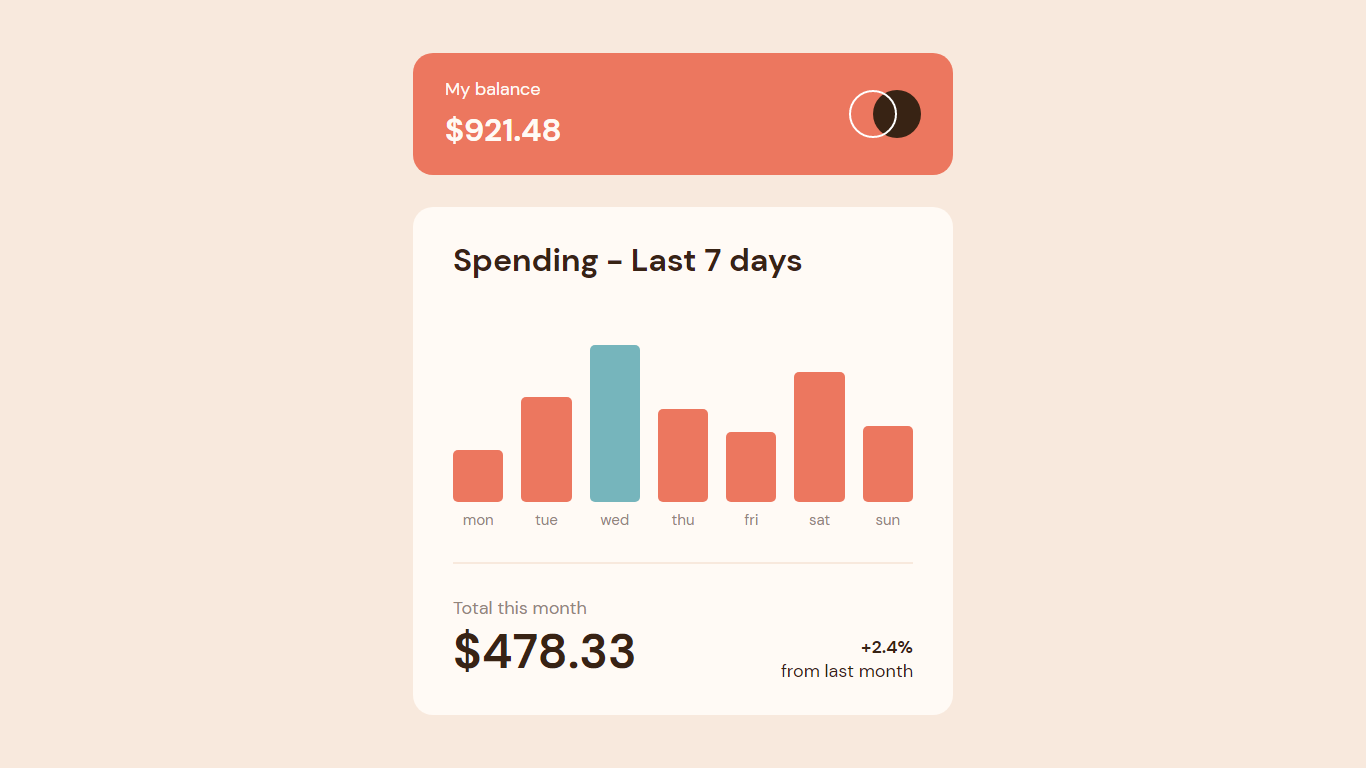 My balance
$921.48
Spending - Last 7 days
mon tue wed thu fri sat sun
Total this month
$478.33
+2.4%
from last month